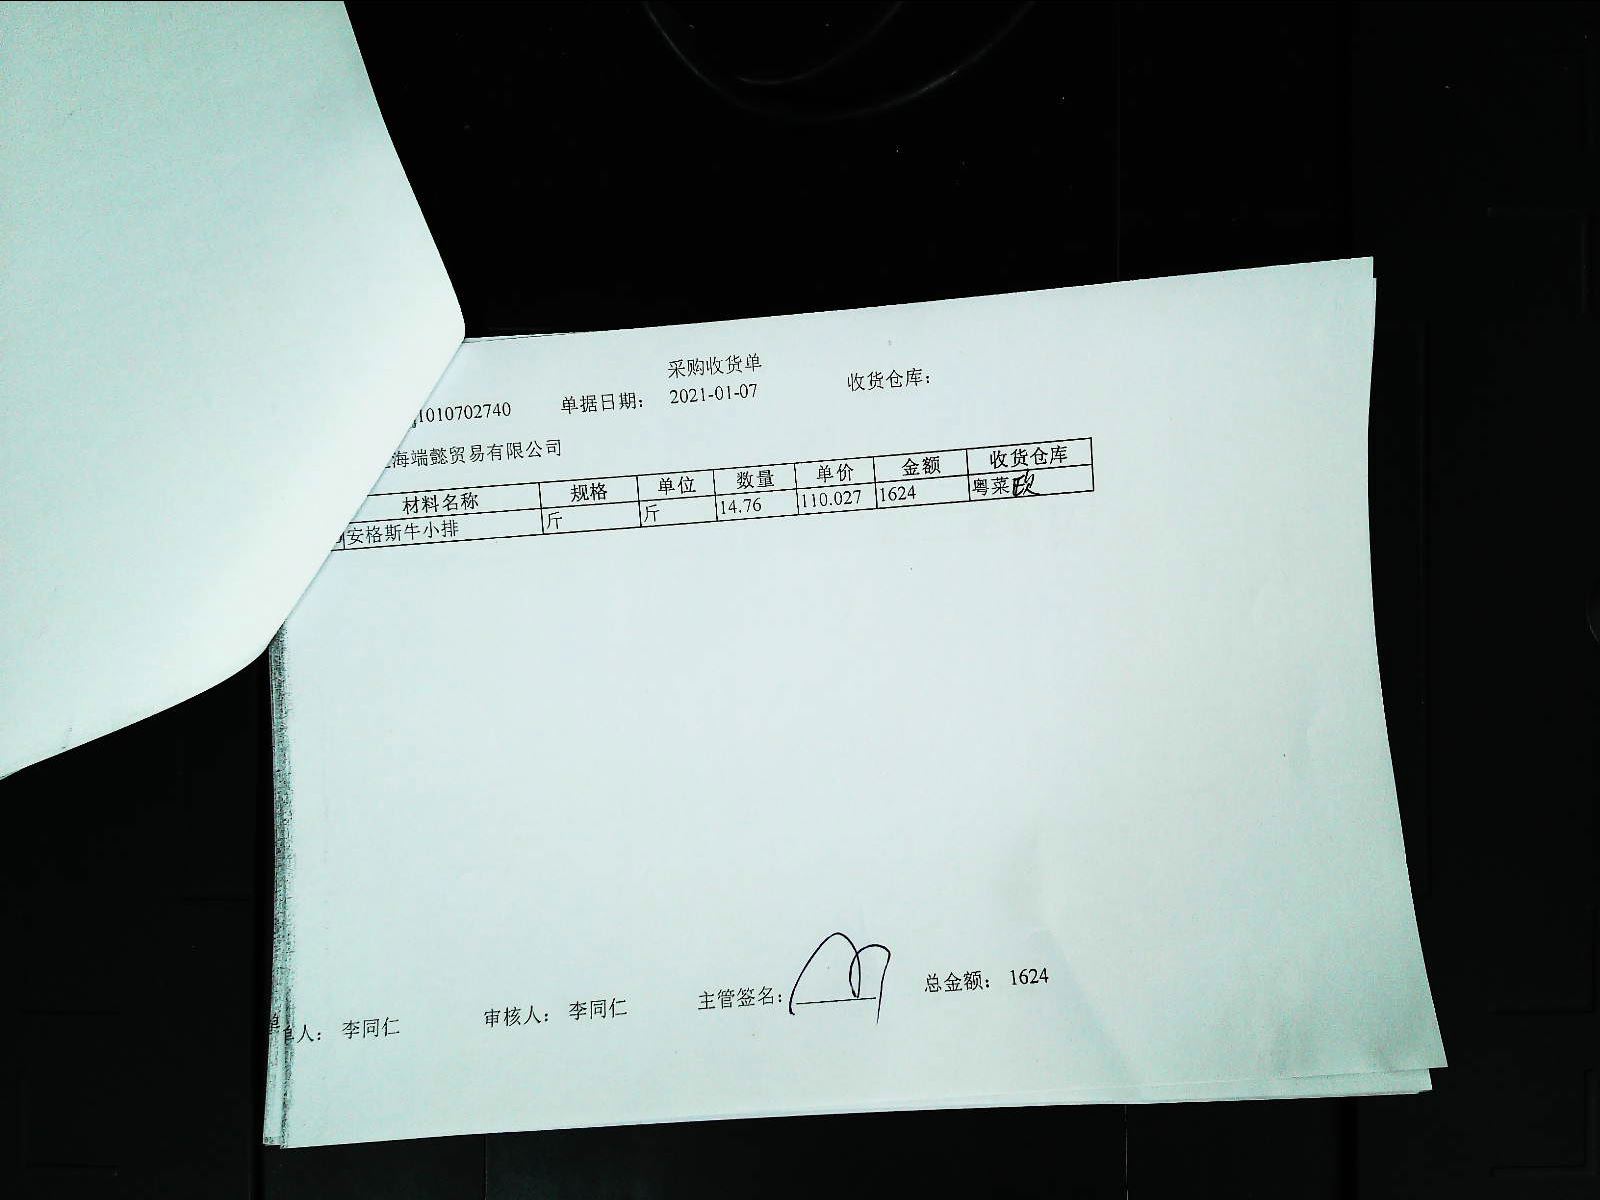 采购收货单
1010702740 单据日期： 2021-01-07 收货仓库：
海端懿贸易有限公司
材料名称 规格 单位 数量 单价 金额 收货仓库
安格斯牛小排 斤 斤 14.76 110.027 1624 粤菜
单人： 李同仁 审核人： 李同仁 主管签名： 总金额： 1624